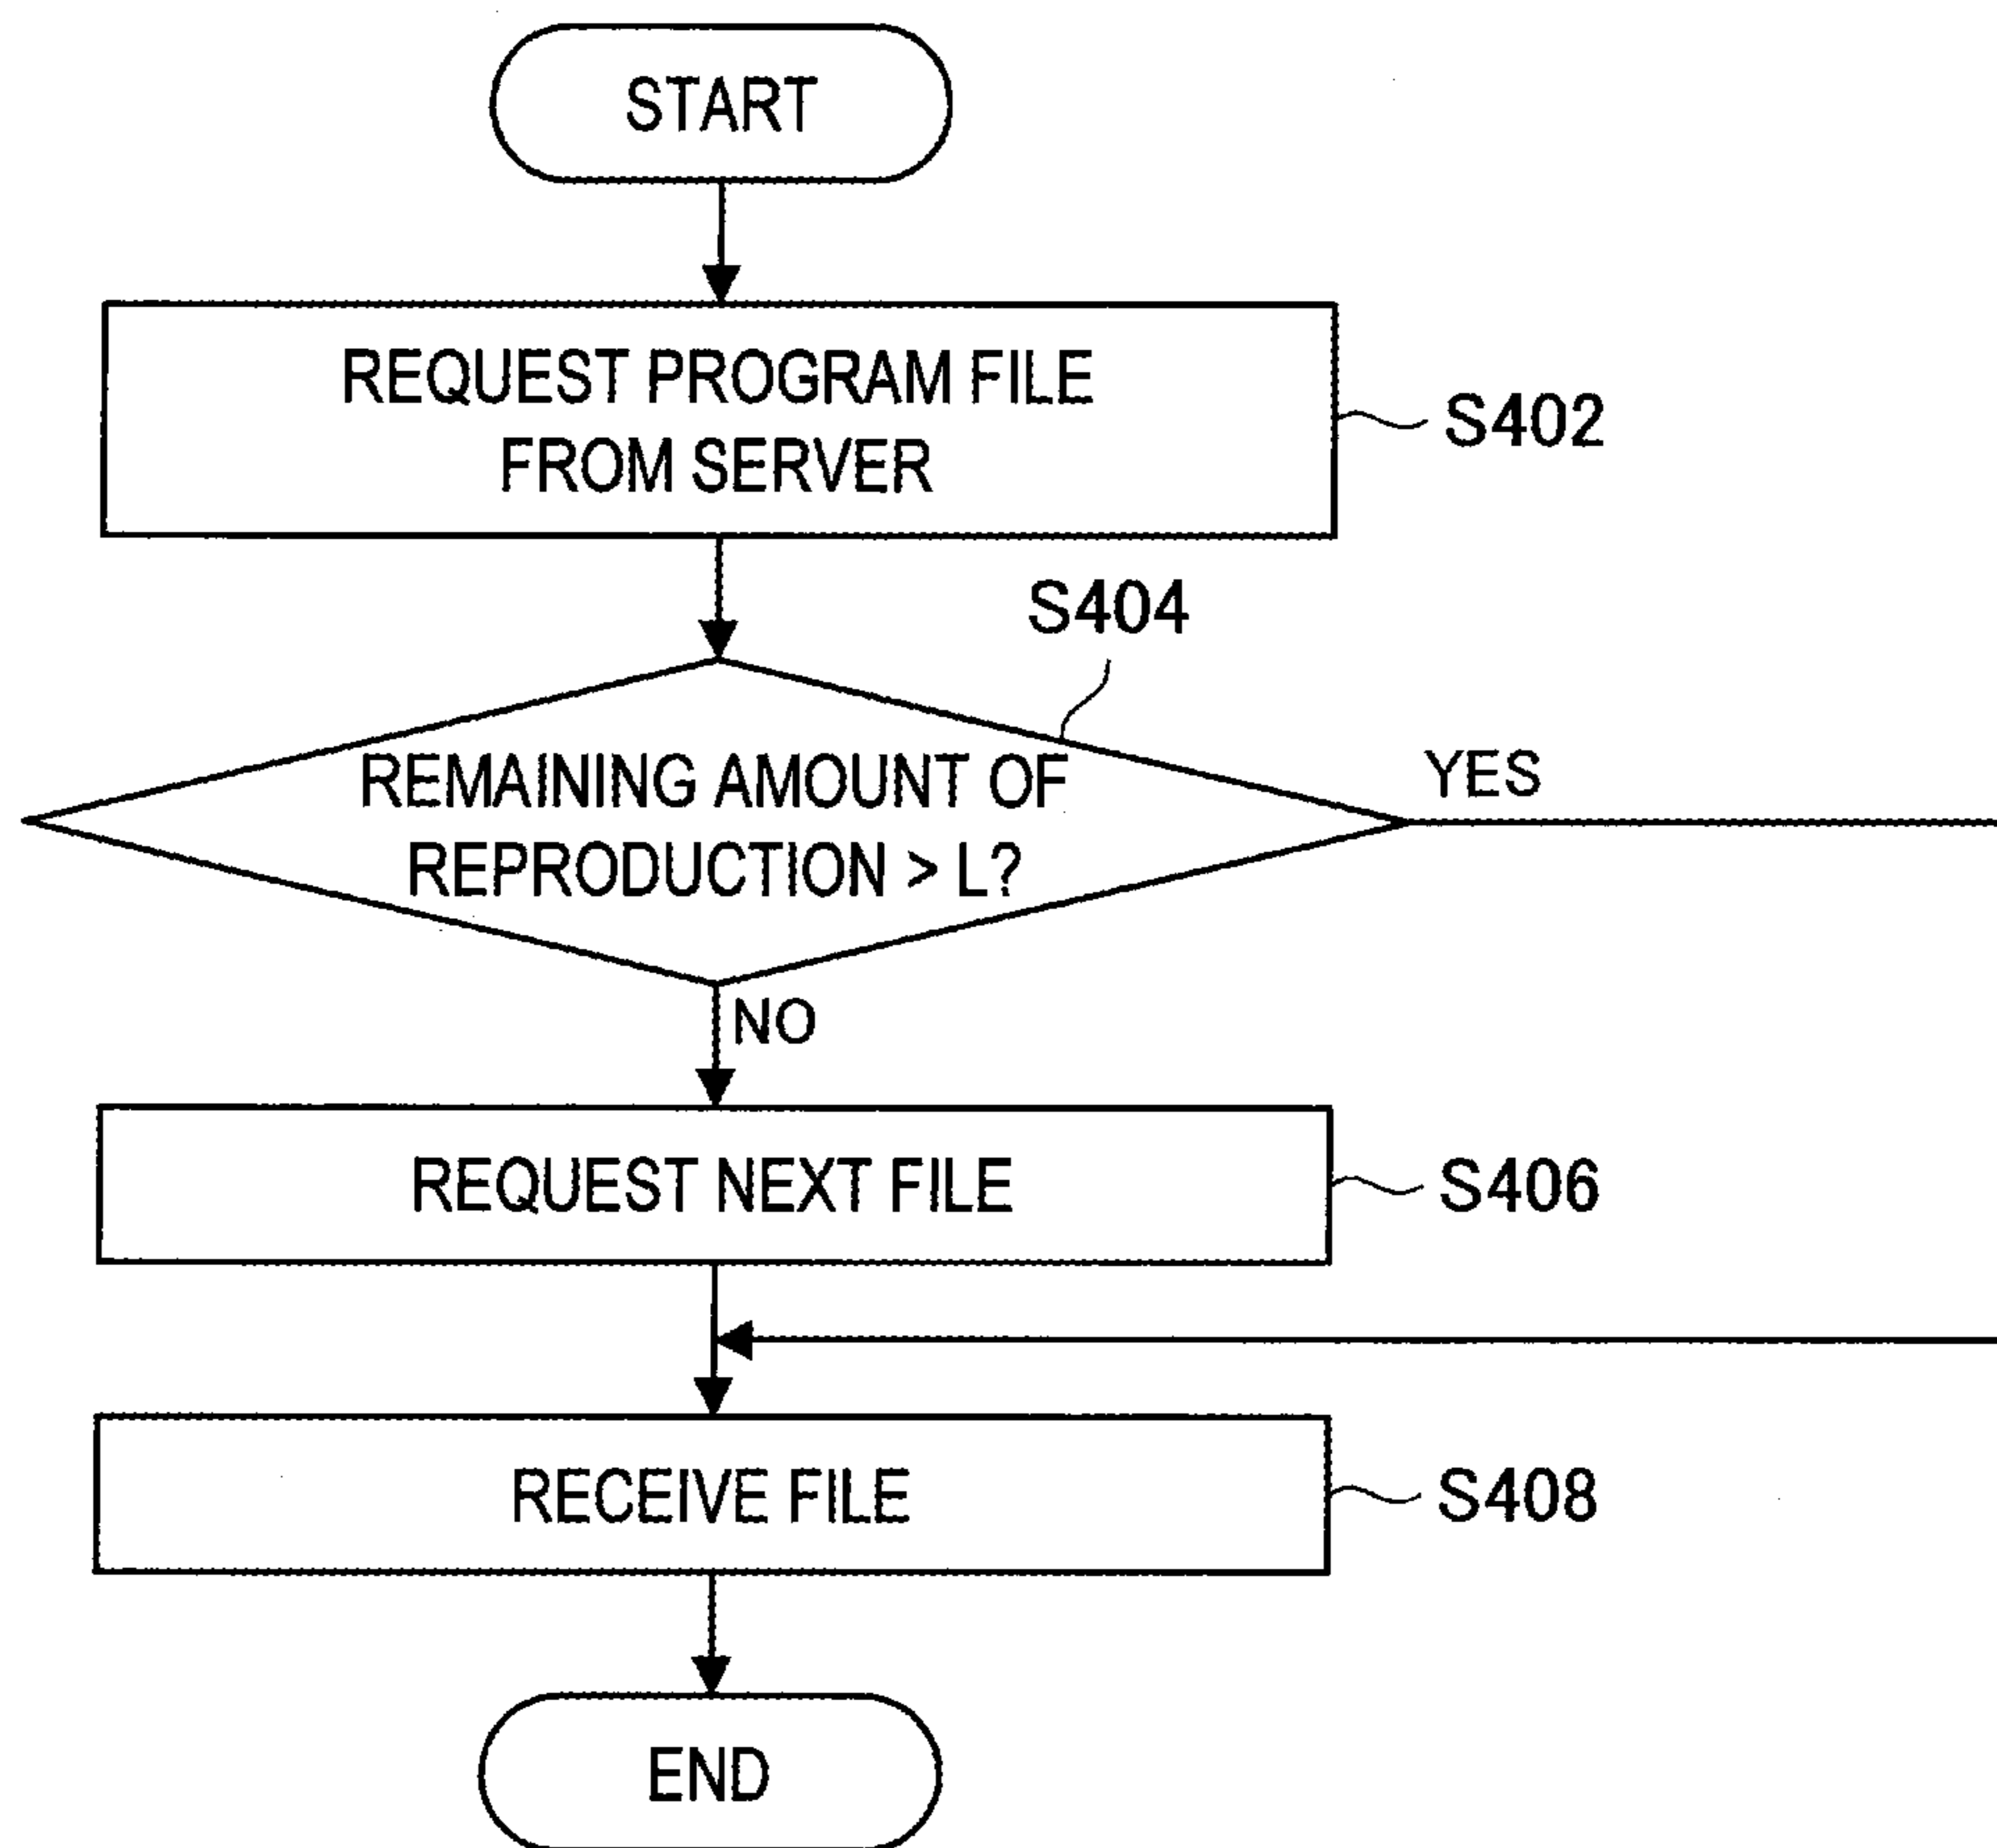 START
REQUEST PROGRAM FILE
FROM SERVER
S402
S404
REMAINING AMOUNT OF
REPRODUCTION > L?
YES
NO
REQUEST NEXT FILE
S406
RECEIVE FILE
S408
END